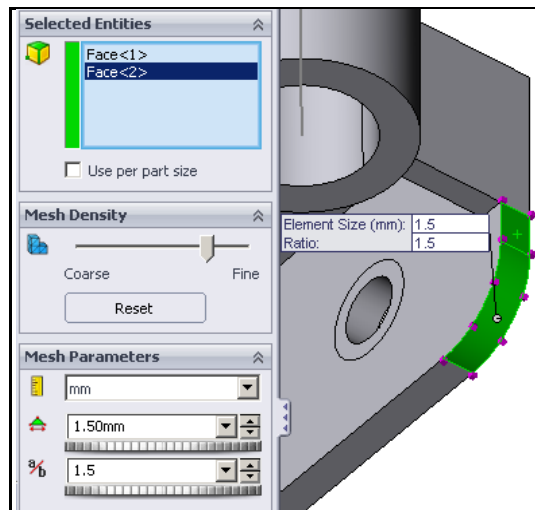 Selected Entities
Face<1>
Face<2>
Use per part size
Mesh Density
Coarse Fine
Reset
Mesh Parameters
mm
1.50mm
a/b 1.5
Element Size (mm): 1.5
Ratio: 1.5